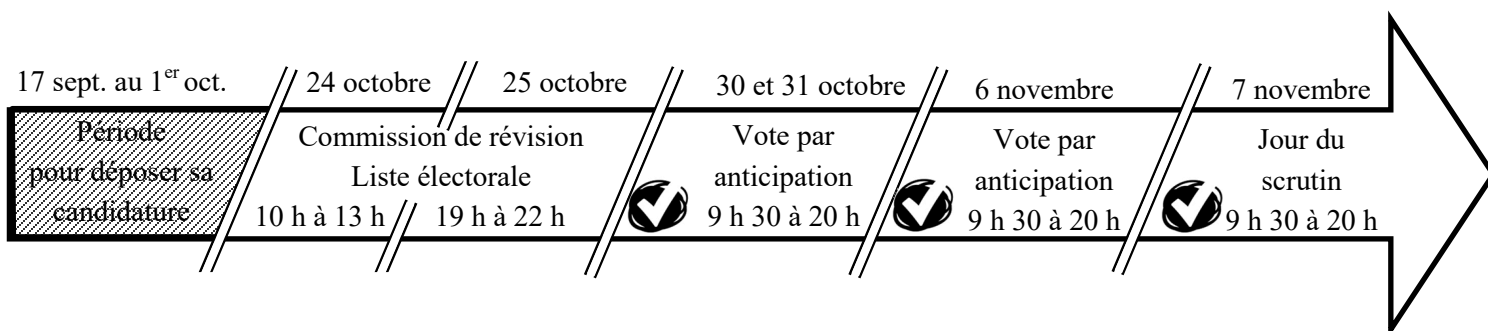 17 sept. au 1er oct.
Période
pour déposer sa
candidature
24 octobre
25 octobre
Commission de révision
Liste électorale
10 h à 13 h
19 h à 22 h
30 et 31 octobre
Vote par
anticipation
9 h 30 à 20 h
6 novembre
Vote par
anticipation
9 h 30 à 20 h
7 novembre
Jour du
scrutin
9 h 30 à 20 h